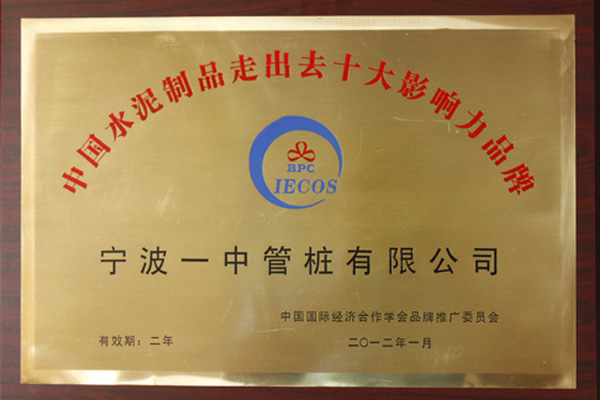 中国水泥制品走出去十大影响力品牌
BPC
IECOS
宁波一中管桩有限公司
中国国际经济合作学会品牌推广委员会
有效期：二年
二〇一二年一月